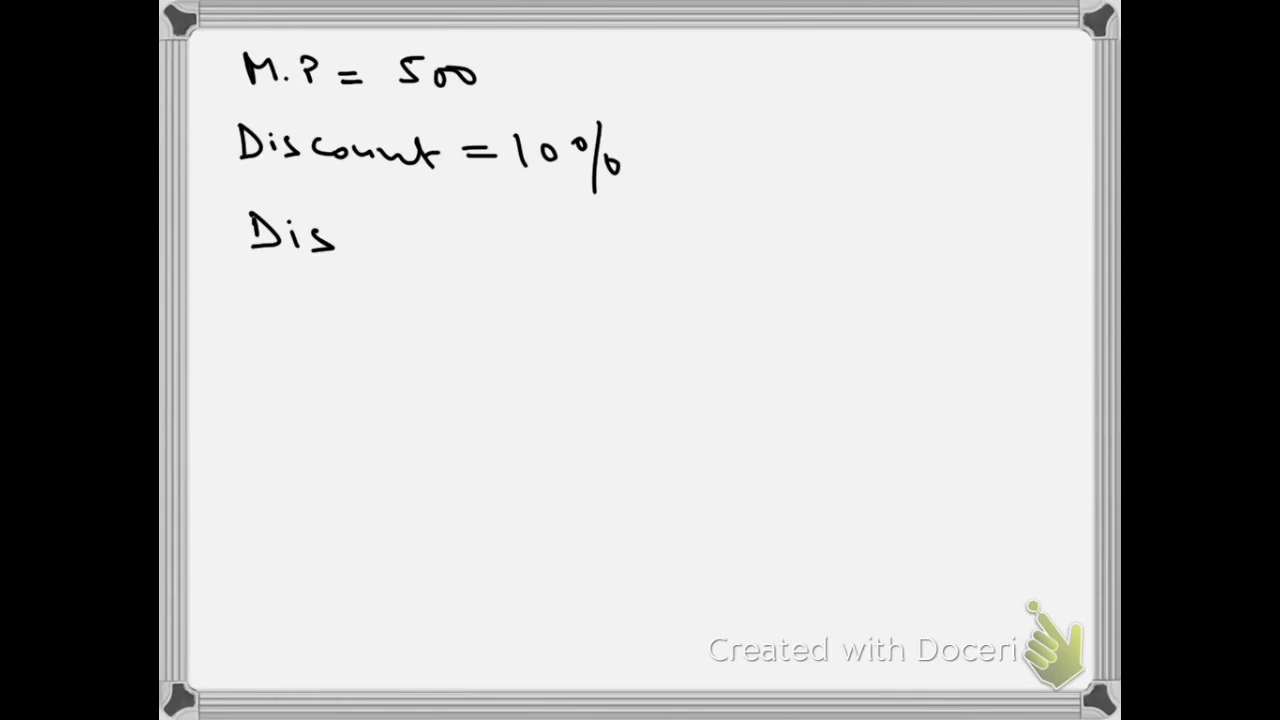 M.P = 500
Discount = 10%
Dis
Created with Doceri